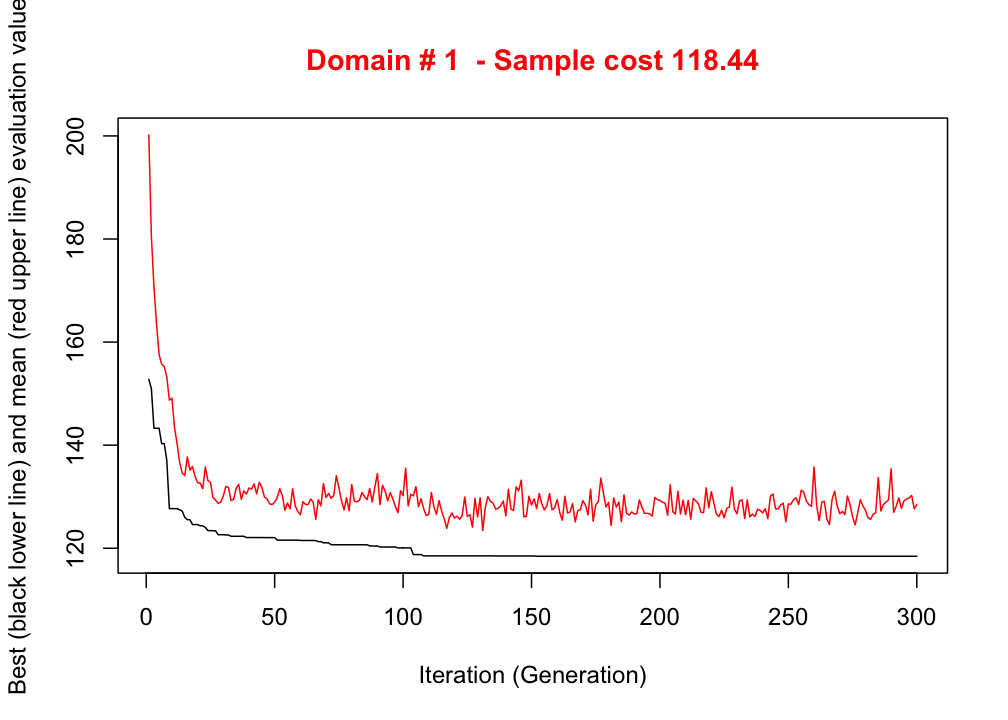 Domain # 1  - Sample cost 118.44
Best (black lower line) and mean (red upper line) evaluation value
200
180
160
140
120
0 50 100 150 200 250 300
Iteration (Generation)